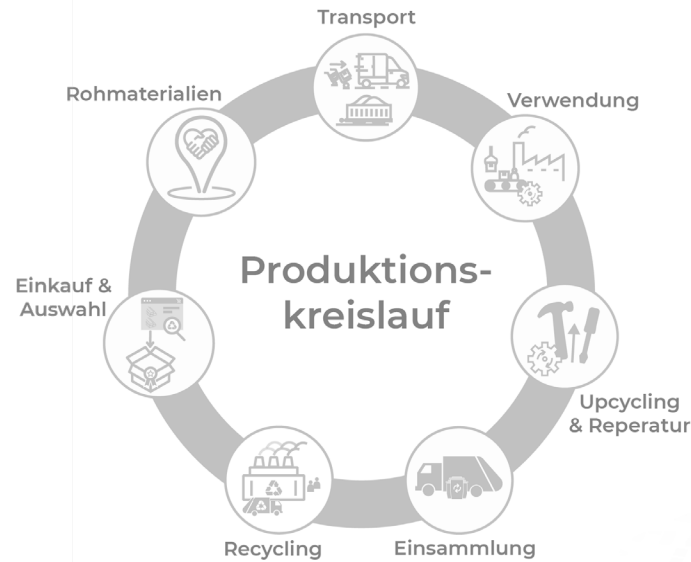 Transport
Rohmaterialien
Verwendung
Produktions-
kreislauf
Einkauf &
Auswahl
Upcycling
& Reperatur
Recycling
Einsammlung